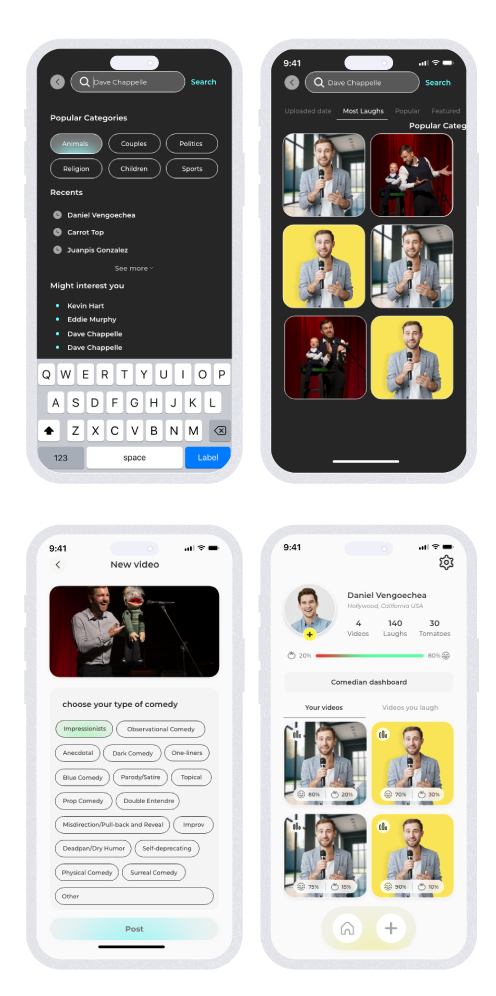 Dave Chappelle Search
Popular Categories
Animals Couples Politics
Religion Children Sports
Recents
Daniel Vengoechea
Carrot Top
Juanpis Gonzalez
See more
Might interest you
Kevin Hart
Eddie Murphy
Dave Chappelle
Dave Chappelle
Q W E R T Y U I O P
A S D F G H J K L
Z X C V B N M
123 space Label
9:41
Dave Chappelle Search
Uploaded date Most Laughs Popular Featured
Popular Categ
9:41
New video
choose your type of comedy
Impressionists Observational Comedy
Anecdotal Dark Comedy One-liners
Blue Comedy Parody/Satire Topical
Prop Comedy Double Entendre
Misdirection/Pull-back and Reveal Improv
Deadpan/Dry Humor Self-deprecating
Physical Comedy Surreal Comedy
Other
Post
9:41
Daniel Vengoechea
Hollywood, California USA
4 140 30
Videos Laughs Tomatoes
20% 80%
Comedian dashboard
Your videos Videos you laugh
80% 20% 70% 30%
75% 15% 90% 10%